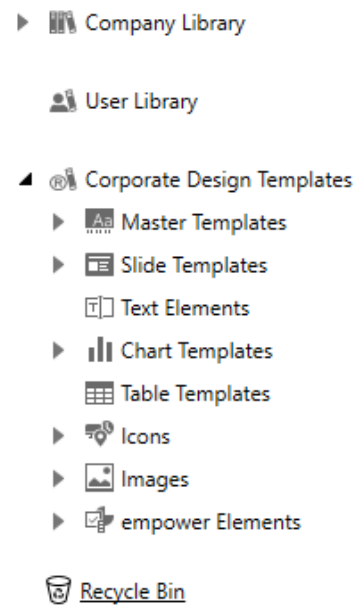 Company Library
User Library
Corporate Design Templates
Master Templates
Slide Templates
Text Elements
Chart Templates
Table Templates
Icons
Images
empower Elements
Recycle Bin